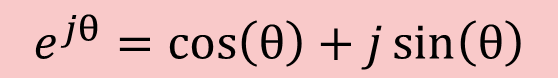 e^{jθ} = cos(θ) + j sin(θ)